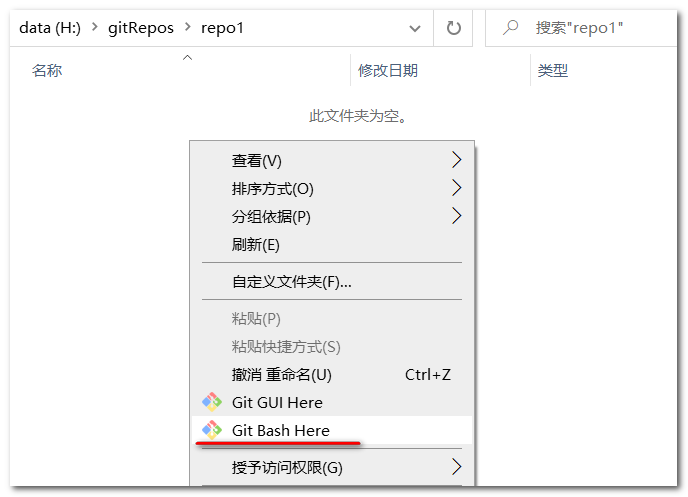 data (H:) > gitRepos > repo1 搜索"repo1"
名称 修改日期 类型
此文件夹为空。
查看(V)
排序方式(O)
分组依据(P)
刷新(E)
自定义文件夹(F)...
粘贴(P)
粘贴快捷方式(S)
撤消 重命名(U) Ctrl+Z
Git GUI Here
Git Bash Here
授予访问权限(G)